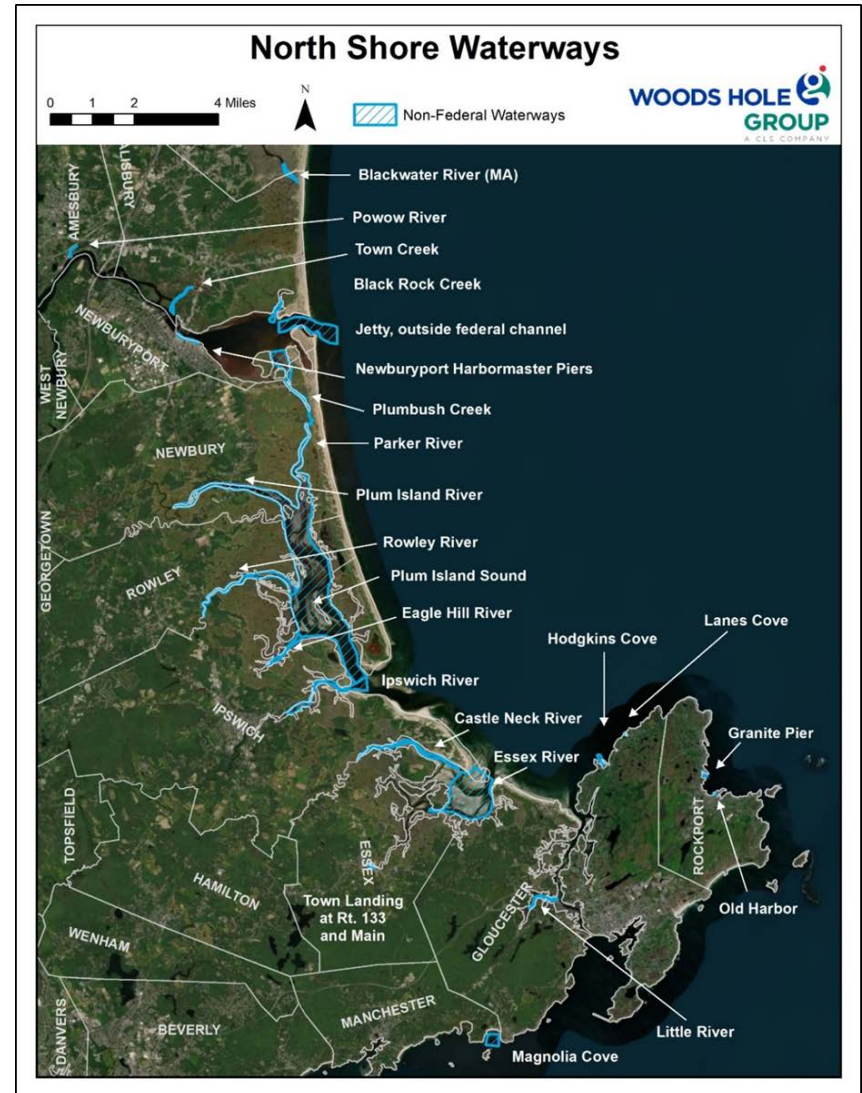 North Shore Waterways
0 1 2 4 Miles
N
Non-Federal Waterways
WOODS HOLE
GROUP
A CLS COMPANY
Blackwater River (MA)
Powow River
Town Creek
Black Rock Creek
Jetty, outside federal channel
Newburyport Harbormaster Piers
Plumbush Creek
Parker River
Plum Island River
Rowley River
Plum Island Sound
Eagle Hill River
Ipswich River
Castle Neck River
Essex River
Hodgkins Cove
Lanes Cove
Granite Pier
Old Harbor
Little River
Magnolia Cove
Town Landing
at Rt. 133
and Main
AMESBURY
ALISBURY
NEWBURYPORT
WEST
NEWBURY
NEWBURY
GEORGETOWN
ROWLEY
IPSWICH
TOPSFIELD
HAMILTON
ESSEX
WENHAM
DANVERS
BEVERLY
MANCHESTER
GLOUCESTER
ROCKPORT